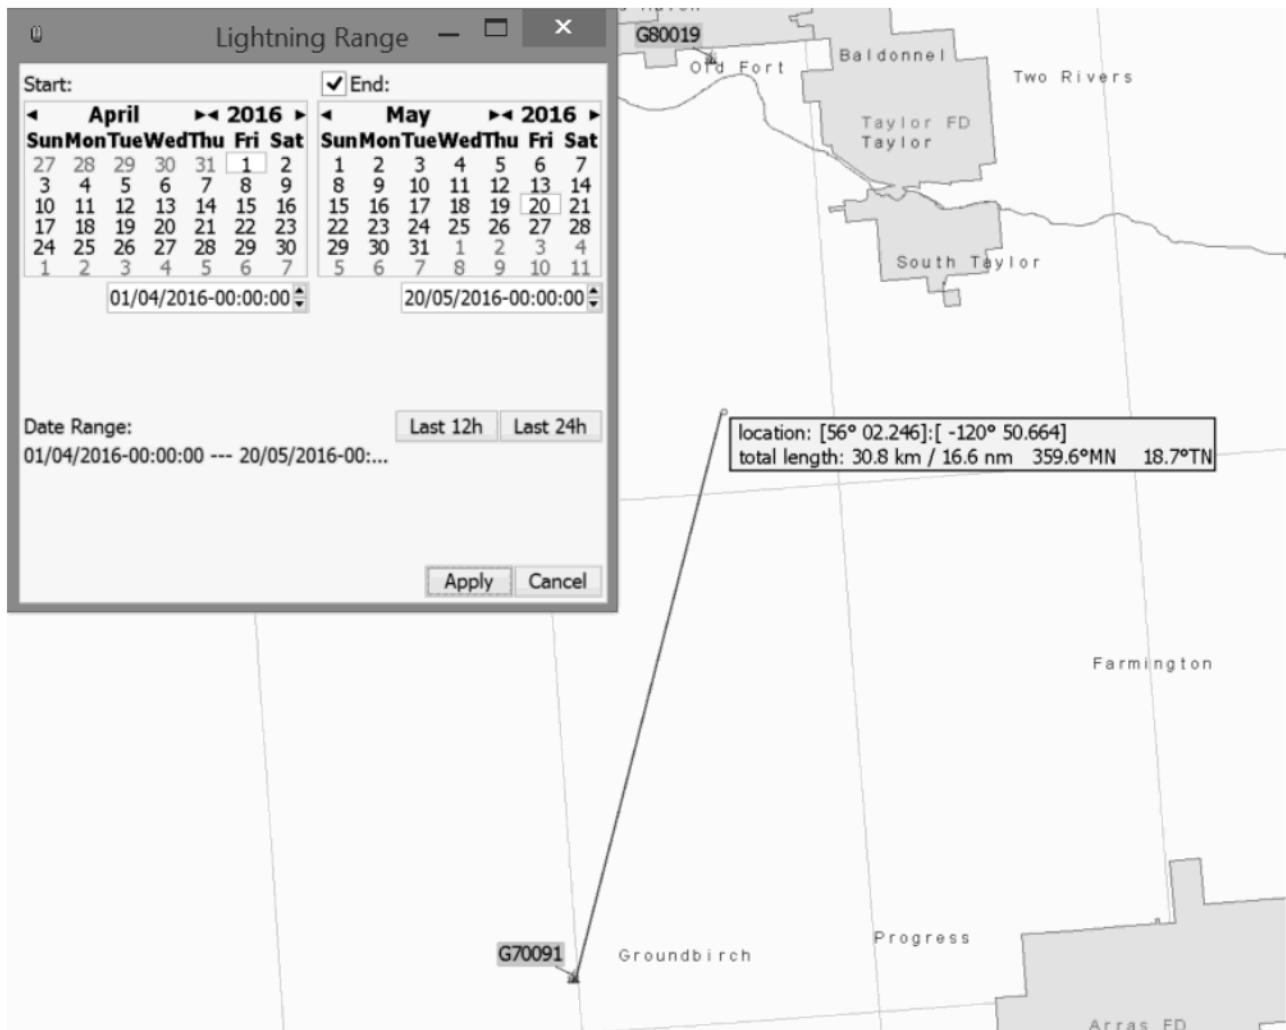 Lightning Range
Start:
End:
April 2016
Sun Mon Tue Wed Thu Fri Sat
27 28 29 30 31 1 2
3 4 5 6 7 8 9
10 11 12 13 14 15 16
17 18 19 20 21 22 23
24 25 26 27 28 29 30
1 2 3 4 5 6 7
01/04/2016-00:00:00
May 2016
Sun Mon Tue Wed Thu Fri Sat
1 2 3 4 5 6 7
8 9 10 11 12 13 14
15 16 17 18 19 20 21
22 23 24 25 26 27 28
29 30 31 1 2 3 4
5 6 7 8 9 10 11
20/05/2016-00:00:00
Date Range:
Last 12h
Last 24h
01/04/2016-00:00:00 --- 20/05/2016-00:...
Apply
Cancel
G80019
Old Fort
Baldonnel
Two Rivers
Taylor FD
Taylor
South Taylor
location: [56° 02.246]:[ -120° 50.664]
total length: 30.8 km / 16.6 nm 359.6°MN 18.7°TN
Farmington
G70091
Groundbirch
Progress
Arras FD